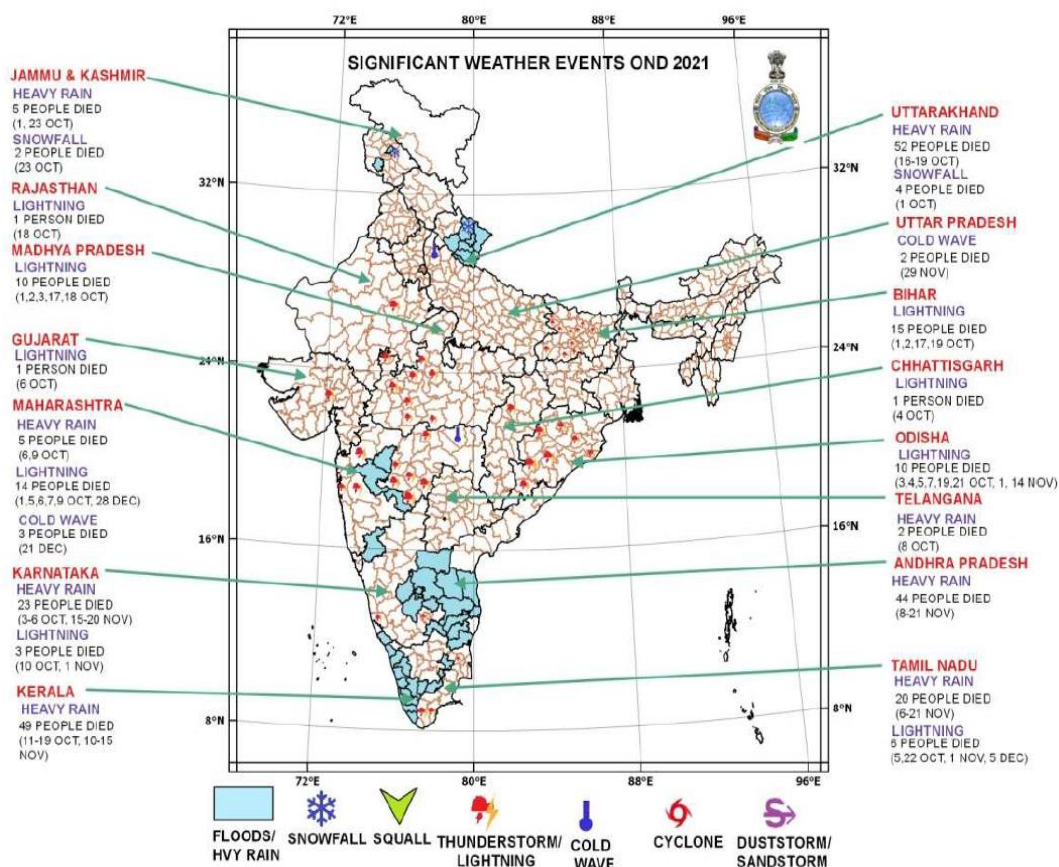 72°E
80°E
88°E
96°E
SIGNIFICANT WEATHER EVENTS OND 2021
JAMMU & KASHMIR
HEAVY RAIN
5 PEOPLE DIED
(1, 23 OCT)
SNOWFALL
2 PEOPLE DIED
(23 OCT)
RAJASTHAN
LIGHTNING
1 PERSON DIED
(18 OCT)
MADHYA PRADESH
LIGHTNING
10 PEOPLE DIED
(1,2,3,17,18 OCT)
GUJARAT
LIGHTNING
1 PERSON DIED
(6 OCT)
MAHARASHTRA
HEAVY RAIN
5 PEOPLE DIED
(6,9 OCT)
LIGHTNING
14 PEOPLE DIED
(1,5,6,7,9 OCT, 28 DEC)
COLD WAVE
3 PEOPLE DIED
(21 DEC)
KARNATAKA
HEAVY RAIN
23 PEOPLE DIED
(3-6 OCT, 15-20 NOV)
LIGHTNING
3 PEOPLE DIED
(10 OCT, 1 NOV)
KERALA
HEAVY RAIN
49 PEOPLE DIED
(11-19 OCT, 10-15
NOV)
32°N
24°N
16°N
8°N
32°N
24°N
16°N
8°N
UTTARAKHAND
HEAVY RAIN
52 PEOPLE DIED
(16-19 OCT)
SNOWFALL
4 PEOPLE DIED
(1 OCT)
UTTAR PRADESH
COLD WAVE
2 PEOPLE DIED
(29 NOV)
BIHAR
LIGHTNING
15 PEOPLE DIED
(1,2,17,19 OCT)
CHHATTISGARH
LIGHTNING
1 PERSON DIED
(4 OCT)
ODISHA
LIGHTNING
10 PEOPLE DIED
(3,4,5,7,19,21 OCT, 1, 14 NOV)
TELANGANA
HEAVY RAIN
2 PEOPLE DIED
(8 OCT)
ANDHRA PRADESH
HEAVY RAIN
44 PEOPLE DIED
(8-21 NOV)
TAMIL NADU
HEAVY RAIN
20 PEOPLE DIED
(6-21 NOV)
LIGHTNING
6 PEOPLE DIED
(5,22 OCT, 1 NOV, 5 DEC)
72°E
80°E
88°E
96°E
FLOODS/
HVY RAIN
SNOWFALL
SQUALL
THUNDERSTORM/
LIGHTNING
COLD
WAVE
CYCLONE
DUSTSTORM/
SANDSTORM